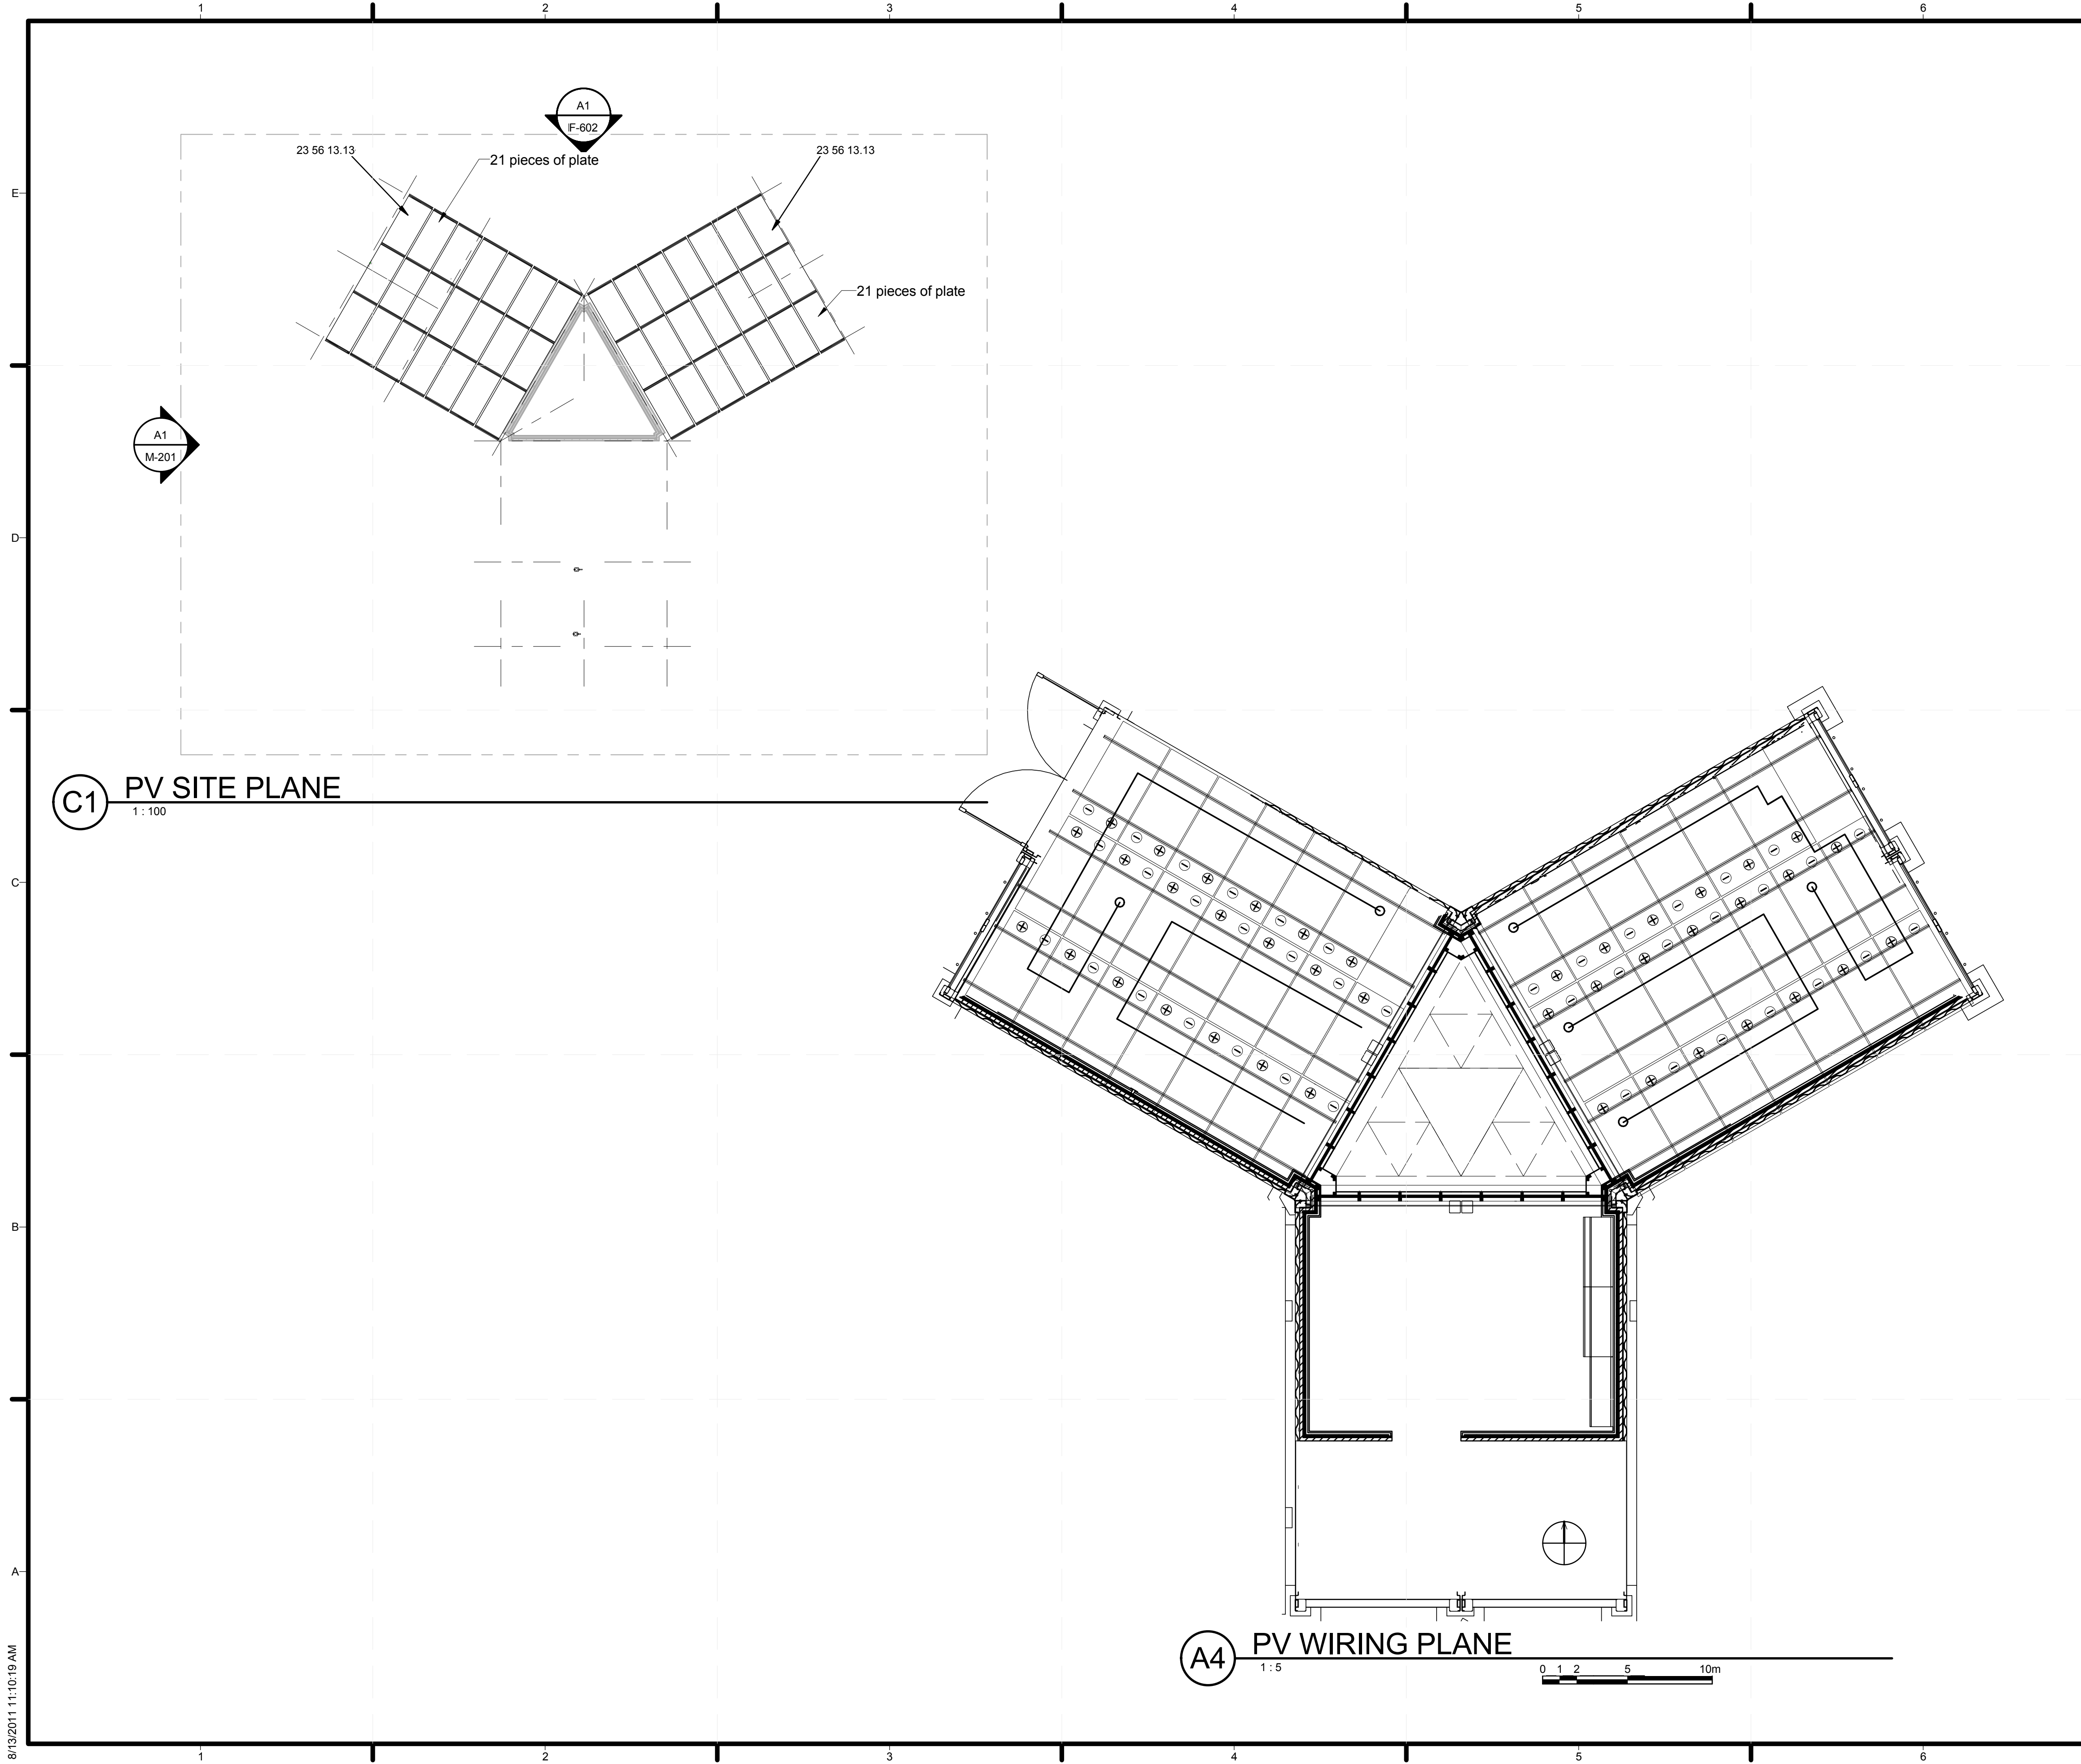 1 2 3 4 5 6
A1
F-602
23 56 13.13
21 pieces of plate
23 56 13.13
E
21 pieces of plate
A1
M-201
D
C1 PV SITE PLANE
1 : 100
C
B
A
A4 PV WIRING PLANE
1 : 5
0 1 2 5 10m
8/13/2011 11:10:19 AM
1 2 3 4 5 6